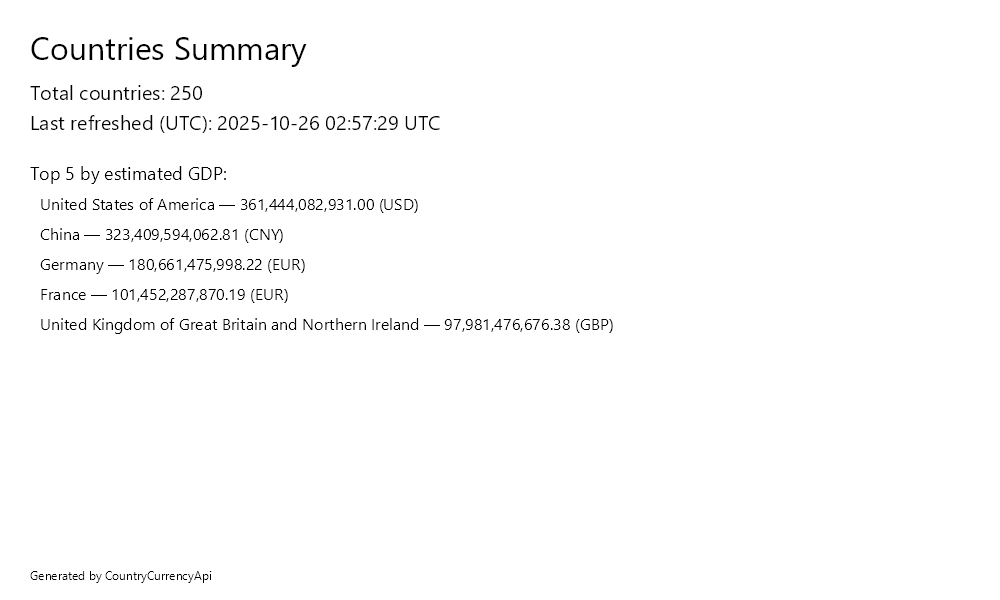 Countries Summary
Total countries: 250
Last refreshed (UTC): 2025-10-26 02:57:29 UTC
Top 5 by estimated GDP:
United States of America — 361,444,082,931.00 (USD)
China — 323,409,594,062.81 (CNY)
Germany — 180,661,475,998.22 (EUR)
France — 101,452,287,870.19 (EUR)
United Kingdom of Great Britain and Northern Ireland — 97,981,476,676.38 (GBP)
Generated by CountryCurrencyApi